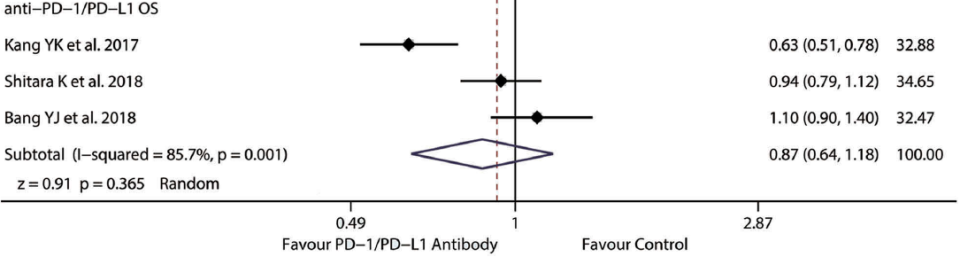 anti−PD−1/PD−L1 OS
Kang YK et al. 2017 0.63 (0.51, 0.78) 32.88
Shitara K et al. 2018 0.94 (0.79, 1.12) 34.65
Bang YJ et al. 2018 1.10 (0.90, 1.40) 32.47
Subtotal (I−squared = 85.7%, p = 0.001) 0.87 (0.64, 1.18) 100.00
z = 0.91 p = 0.365 Random
0.49 1 2.87
Favour PD−1/PD−L1 Antibody Favour Control